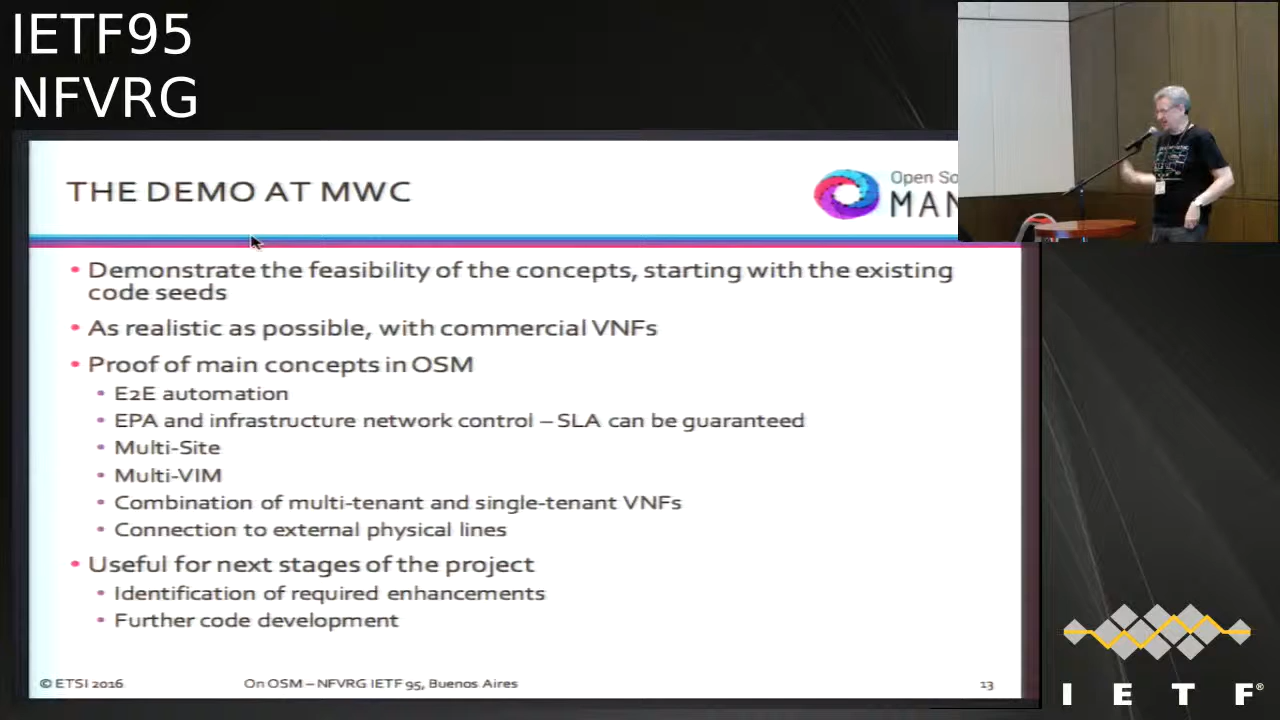 IETF95
NFVRG
THE DEMO AT MWC
Open
MAN
• Demonstrate the feasibility of the concepts, starting with the existing
code seeds
• As realistic as possible, with commercial VNFs
• Proof of main concepts in OSM
• E2E automation
• EPA and infrastructure network control – SLA can be guaranteed
• Multi-Site
• Multi-VIM
• Combination of multi-tenant and single-tenant VNFs
• Connection to external physical lines
• Useful for next stages of the project
• Identification of required enhancements
• Further code development
© ETSI 2016
On OSM – NFVRG IETF 95, Buenos Aires
13
I E T F®